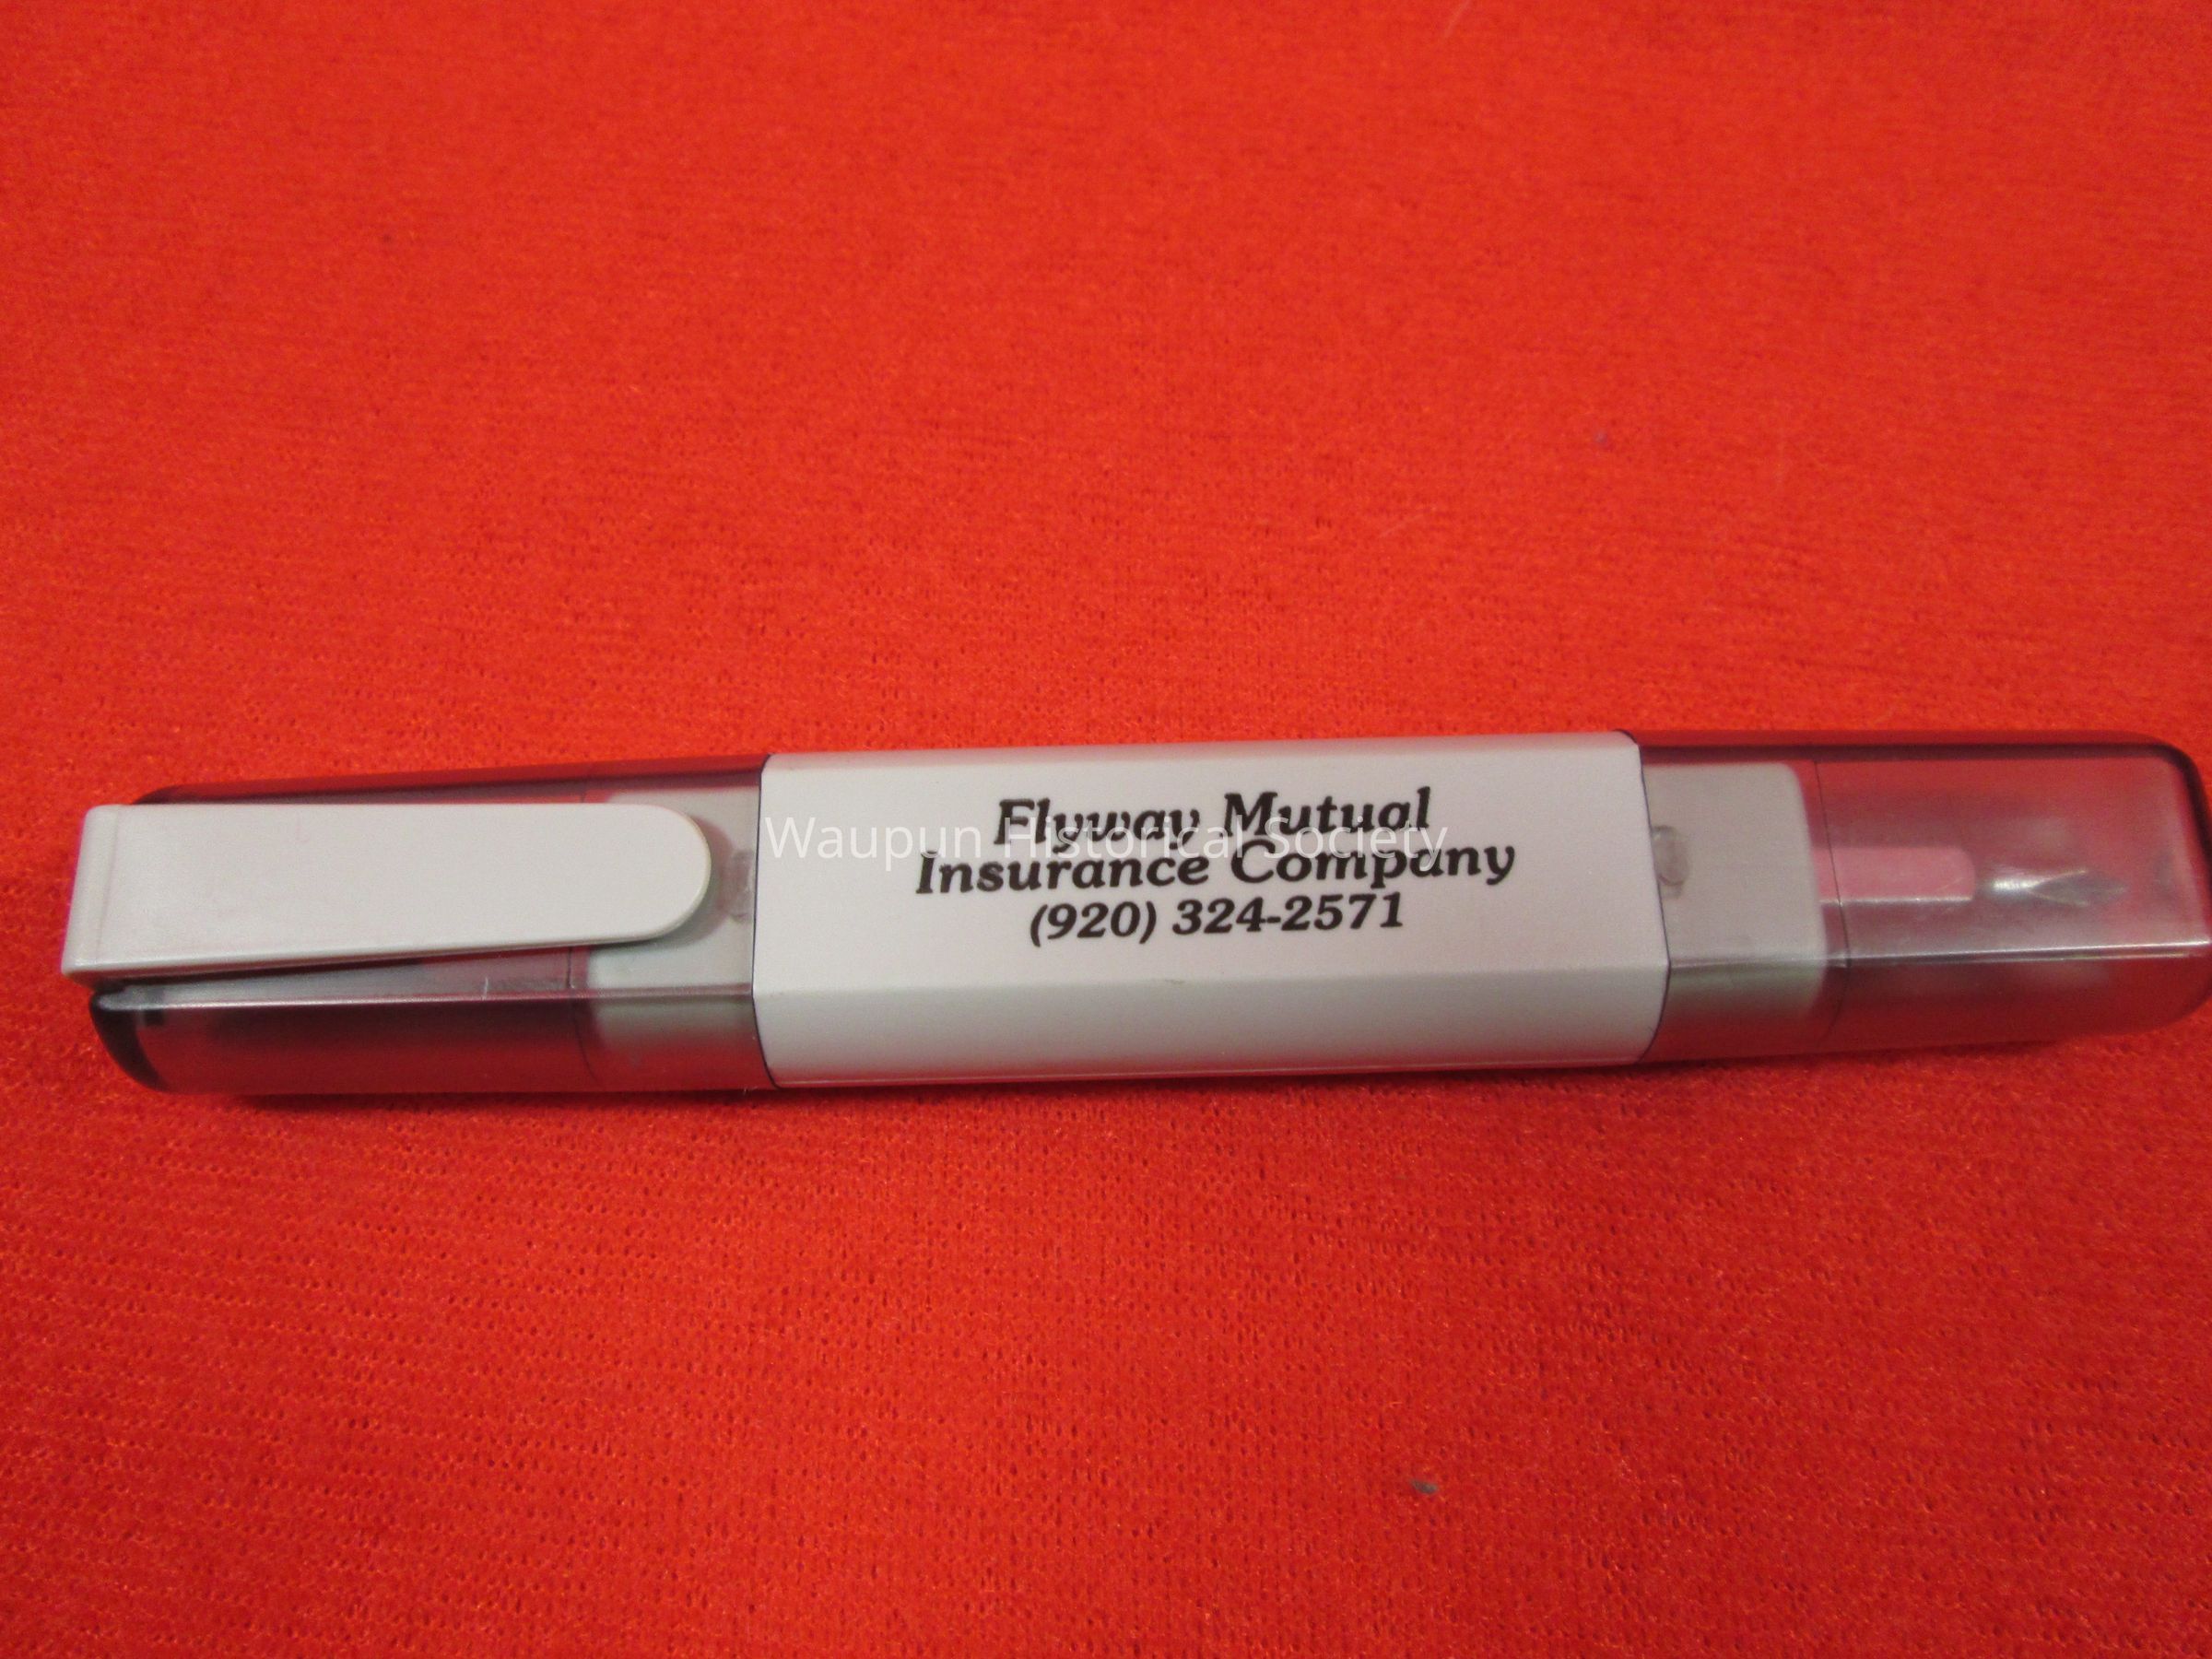 Flyway Mutual
Waupun Historical Society
Insurance Company
(920) 324-2571